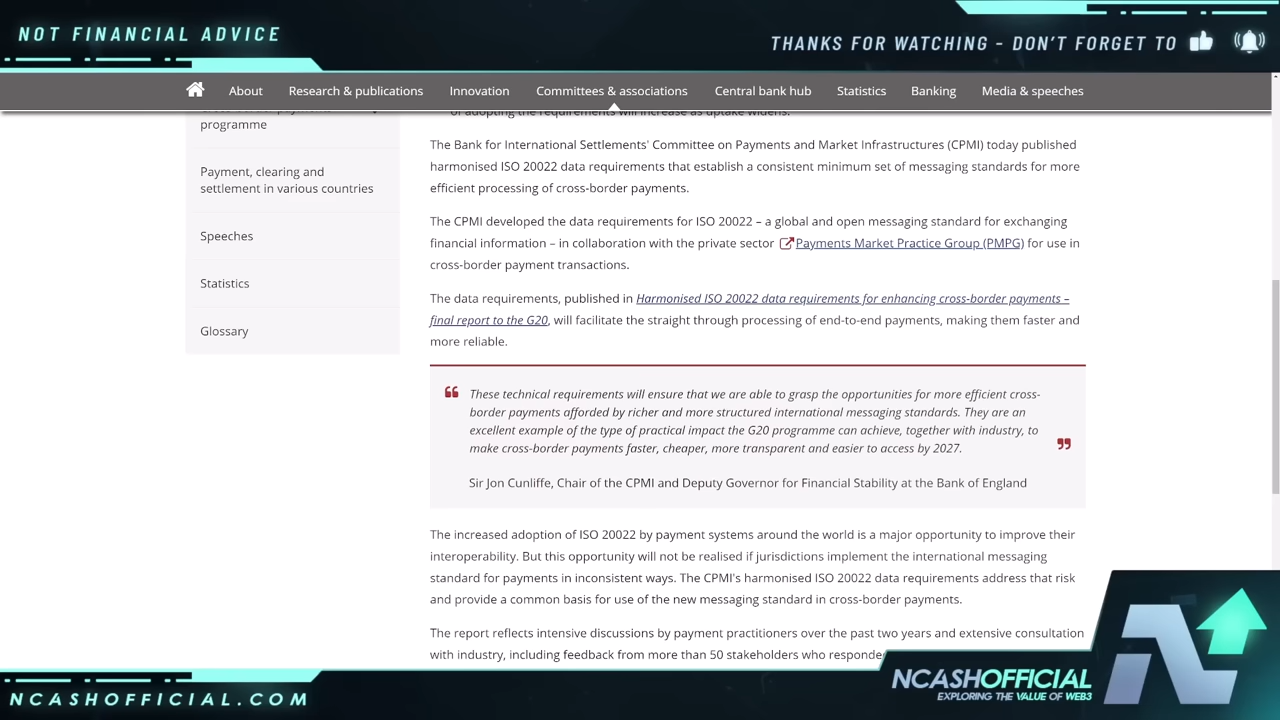 NOT FINANCIAL ADVICE
THANKS FOR WATCHING - DON'T FORGET TO
About Research & publications Innovation Committees & associations Central bank hub Statistics Banking Media & speeches
programme
Payment, clearing and
settlement in various countries
Speeches
Statistics
Glossary
of adopting the requirements will increase as uptake widens.
The Bank for International Settlements' Committee on Payments and Market Infrastructures (CPMI) today published
harmonised ISO 20022 data requirements that establish a consistent minimum set of messaging standards for more
efficient processing of cross-border payments.
The CPMI developed the data requirements for ISO 20022 – a global and open messaging standard for exchanging
financial information – in collaboration with the private sector Payments Market Practice Group (PMPG) for use in
cross-border payment transactions.
The data requirements, published in Harmonised ISO 20022 data requirements for enhancing cross-border payments –
final report to the G20, will facilitate the straight through processing of end-to-end payments, making them faster and
more reliable.
These technical requirements will ensure that we are able to grasp the opportunities for more efficient cross-
border payments afforded by richer and more structured international messaging standards. They are an
excellent example of the type of practical impact the G20 programme can achieve, together with industry, to
make cross-border payments faster, cheaper, more transparent and easier to access by 2027.
Sir Jon Cunliffe, Chair of the CPMI and Deputy Governor for Financial Stability at the Bank of England
The increased adoption of ISO 20022 by payment systems around the world is a major opportunity to improve their
interoperability. But this opportunity will not be realised if jurisdictions implement the international messaging
standard for payments in inconsistent ways. The CPMI's harmonised ISO 20022 data requirements address that risk
and provide a common basis for use of the new messaging standard in cross-border payments.
The report reflects intensive discussions by payment practitioners over the past two years and extensive consultation
with industry, including feedback from more than 50 stakeholders who
NCASHOFFICIAL.COM
NCASHOFFICIAL
EXPLORING THE VALUE OF WEB3